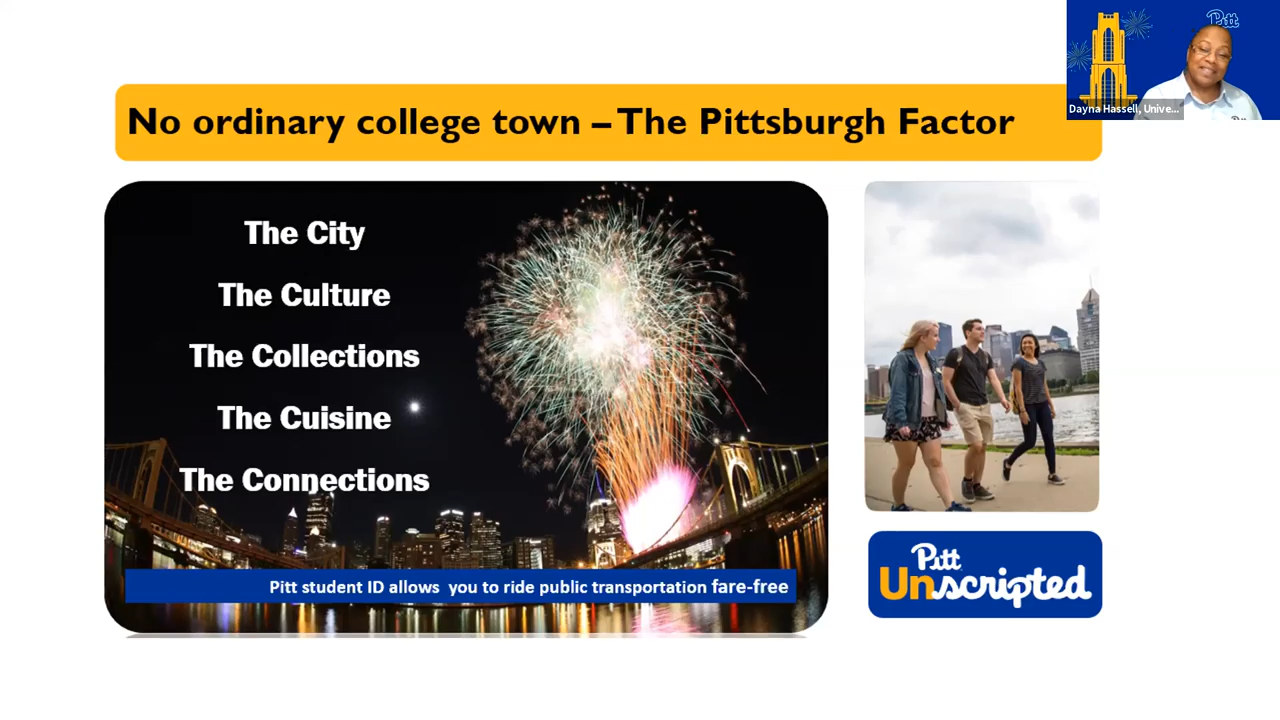 No ordinary college town – The Pittsburgh Factor
Pitt
Dayna Hassell, Unive...
The City
The Culture
The Collections
The Cuisine
The Connections
Pitt student ID allows  you to ride public transportation fare-free
Pitt
Unscripted